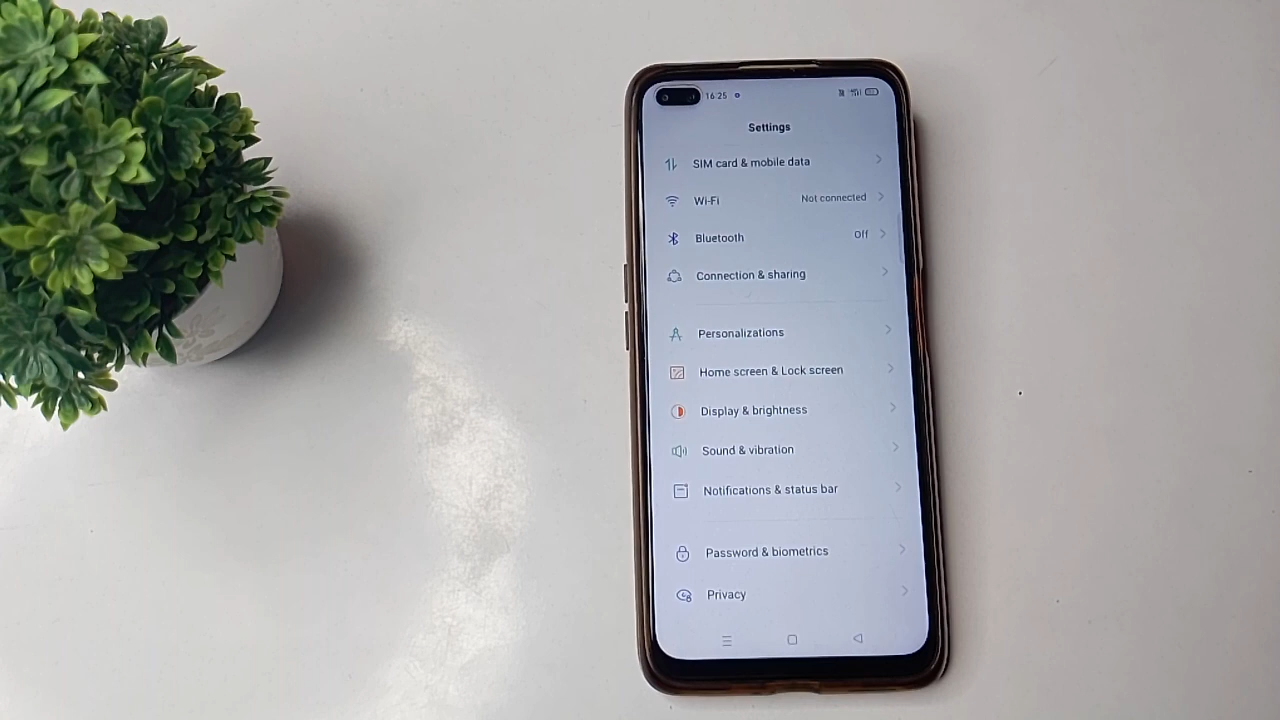 16:25
Settings
SIM card & mobile data
Wi-Fi Not connected
Bluetooth Off
Connection & sharing
Personalizations
Home screen & Lock screen
Display & brightness
Sound & vibration
Notifications & status bar
Password & biometrics
Privacy